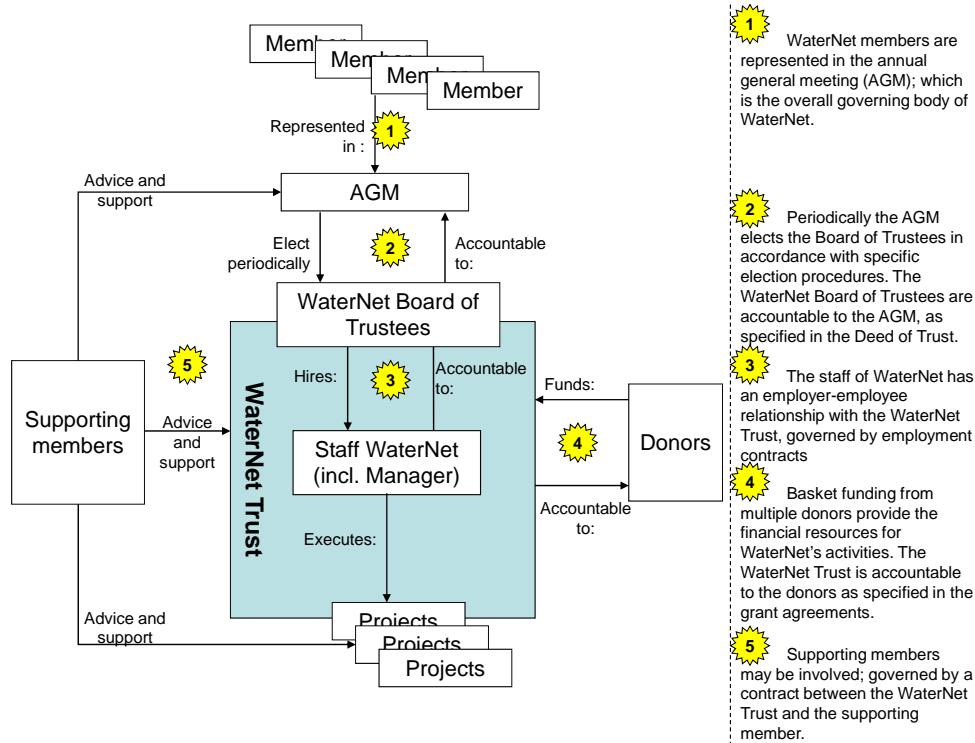 Member
Member
Member
Member
Represented
in :
1
Advice and
support
AGM
Elect
periodically
2
Accountable
to:
WaterNet Board of
Trustees
5
Hires:
3
Accountable
to:
Funds:
WaterNet Trust
Supporting
members
Advice
and
support
Staff WaterNet
(incl. Manager)
4
Donors
Accountable
to:
Executes:
Advice and
support
Projects
Projects
Projects
1
WaterNet members are
represented in the annual
general meeting (AGM); which
is the overall governing body of
WaterNet.
2
Periodically the AGM
elects the Board of Trustees in
accordance with specific
election procedures. The
WaterNet Board of Trustees are
accountable to the AGM, as
specified in the Deed of Trust.
3
The staff of WaterNet has
an employer-employee
relationship with the WaterNet
Trust, governed by employment
contracts
4
Basket funding from
multiple donors provide the
financial resources for
WaterNet's activities. The
WaterNet Trust is accountable
to the donors as specified in the
grant agreements.
5
Supporting members
may be involved; governed by a
contract between the WaterNet
Trust and the supporting
member.